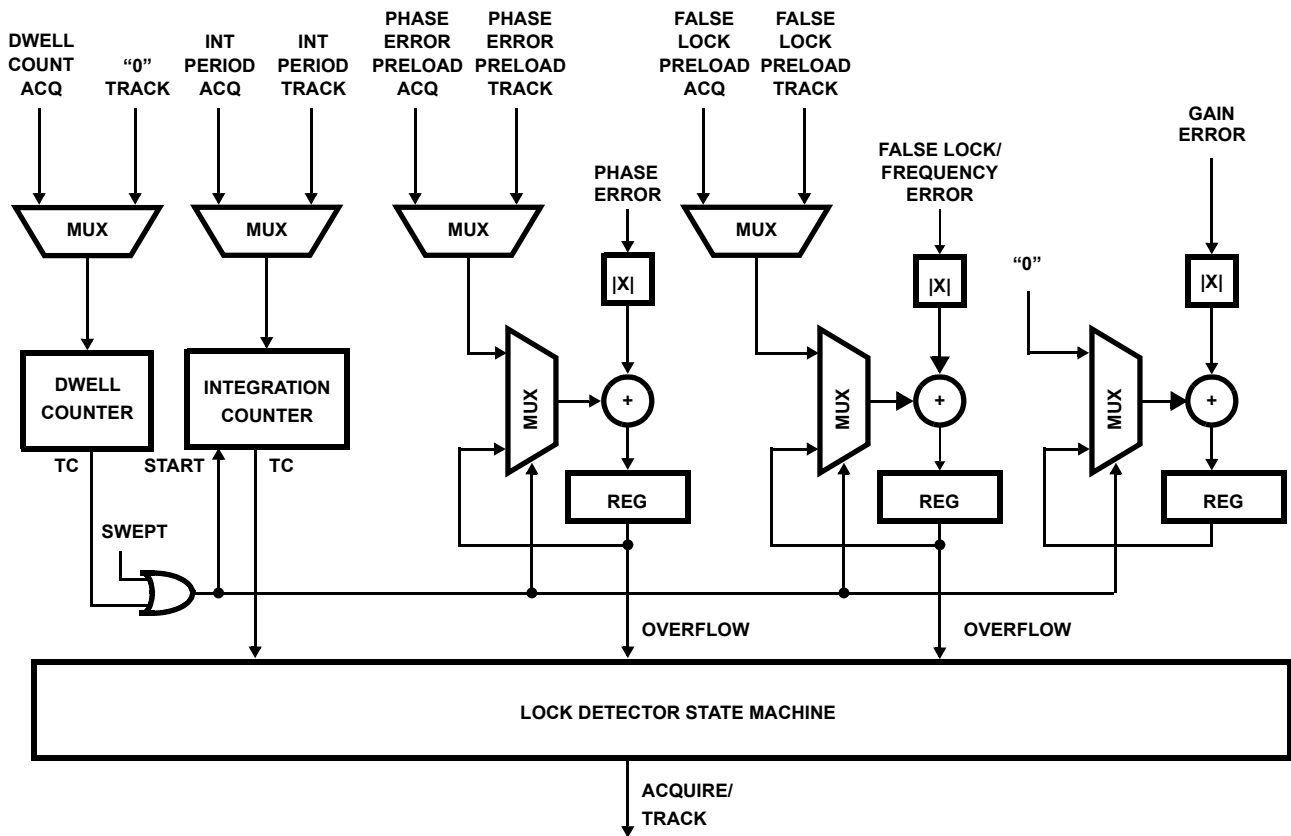 DWELL
COUNT
ACQ
“0”
TRACK
INT
PERIOD
ACQ
INT
PERIOD
TRACK
PHASE
ERROR
PRELOAD
ACQ
PHASE
ERROR
PRELOAD
TRACK
FALSE
LOCK
PRELOAD
ACQ
FALSE
LOCK
PRELOAD
TRACK
PHASE
ERROR
FALSE LOCK/
FREQUENCY
ERROR
GAIN
ERROR
MUX
MUX
MUX
MUX
|X|
|X|
“0”
|X|
DWELL
COUNTER
INTEGRATION
COUNTER
MUX
+
MUX
+
MUX
+
TC
START
TC
REG
REG
REG
SWEPT
OVERFLOW
OVERFLOW
LOCK DETECTOR STATE MACHINE
ACQUIRE/
TRACK